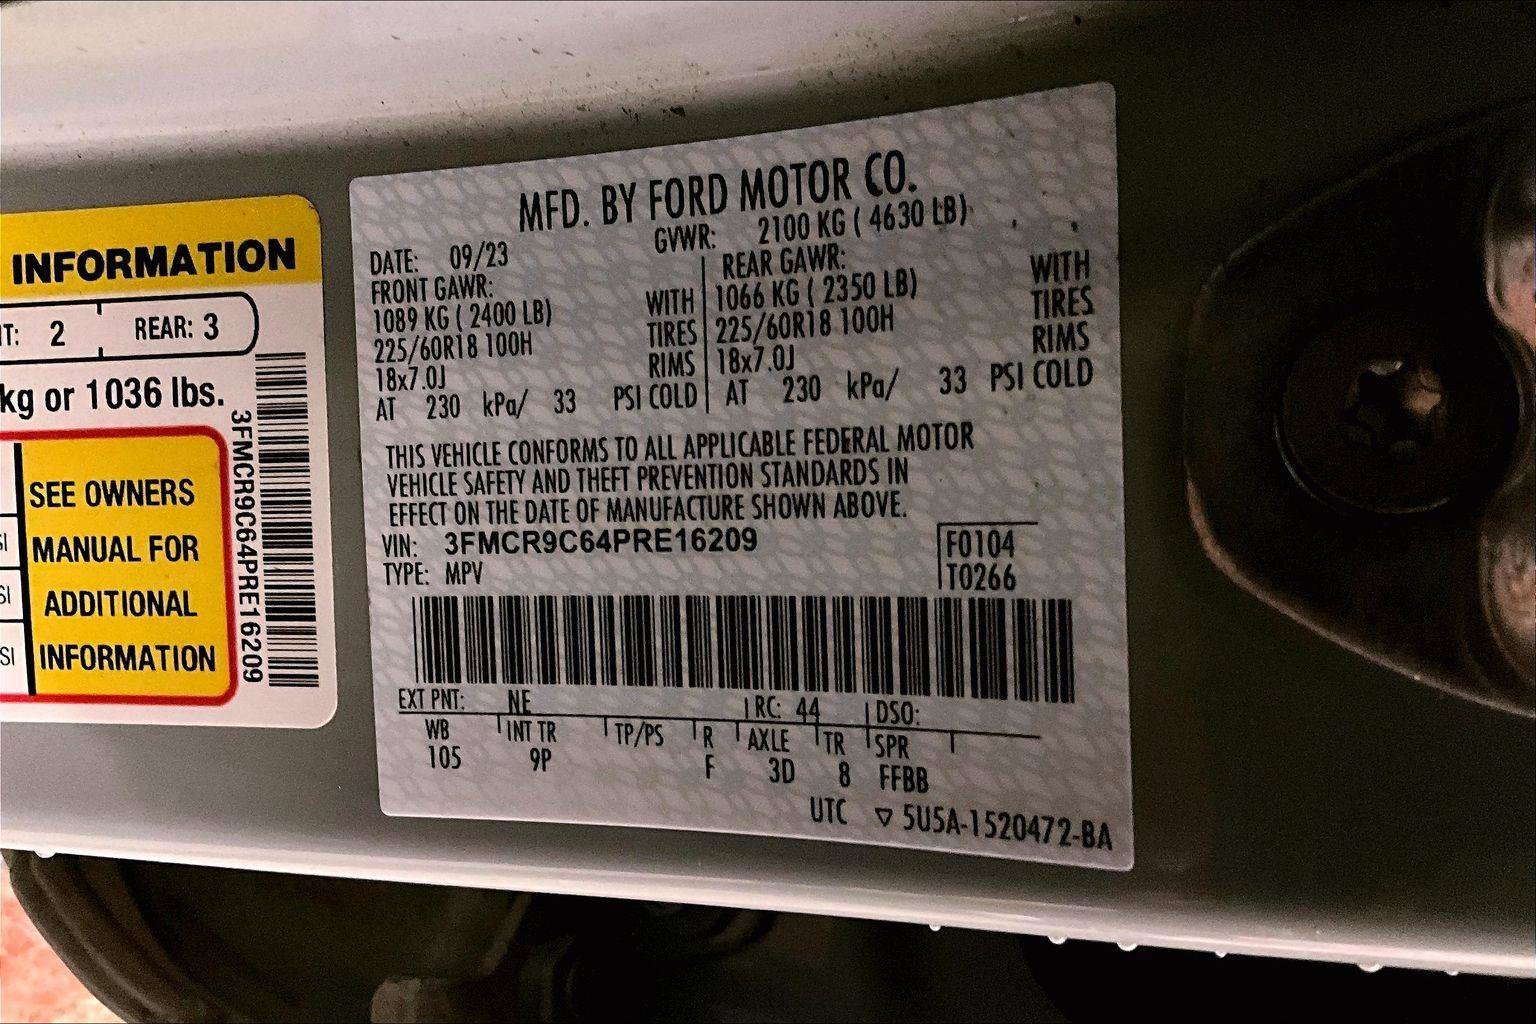 INFORMATION
T: 2 REAR: 3
kg or 1036 lbs.
SEE OWNERS
MANUAL FOR
ADDITIONAL
INFORMATION
SI
SI
SI
3FMCR9C64PRE16209
MFD. BY FORD MOTOR CO.
DATE: 09/23 GVWR: 2100 KG ( 4630 LB)
FRONT GAWR: REAR GAWR:
1089 KG ( 2400 LB) WITH 1066 KG ( 2350 LB) WITH
225/60R18 100H TIRES 225/60R18 100H TIRES
18x7.0J RIMS 18x7.0J RIMS
AT 230 kPa/ 33 PSI COLD AT 230 kPa/ 33 PSI COLD
THIS VEHICLE CONFORMS TO ALL APPLICABLE FEDERAL MOTOR
VEHICLE SAFETY AND THEFT PREVENTION STANDARDS IN
EFFECT ON THE DATE OF MANUFACTURE SHOWN ABOVE.
VIN: 3FMCR9C64PRE16209 F0104
TYPE: MPV T0266
EXT PNT: NE RC: 44 DSO:
WB INT TR TP/PS R AXLE TR SPR
105 9P F 3D 8 FFBB
UTC ▽ 5U5A-1520472-BA